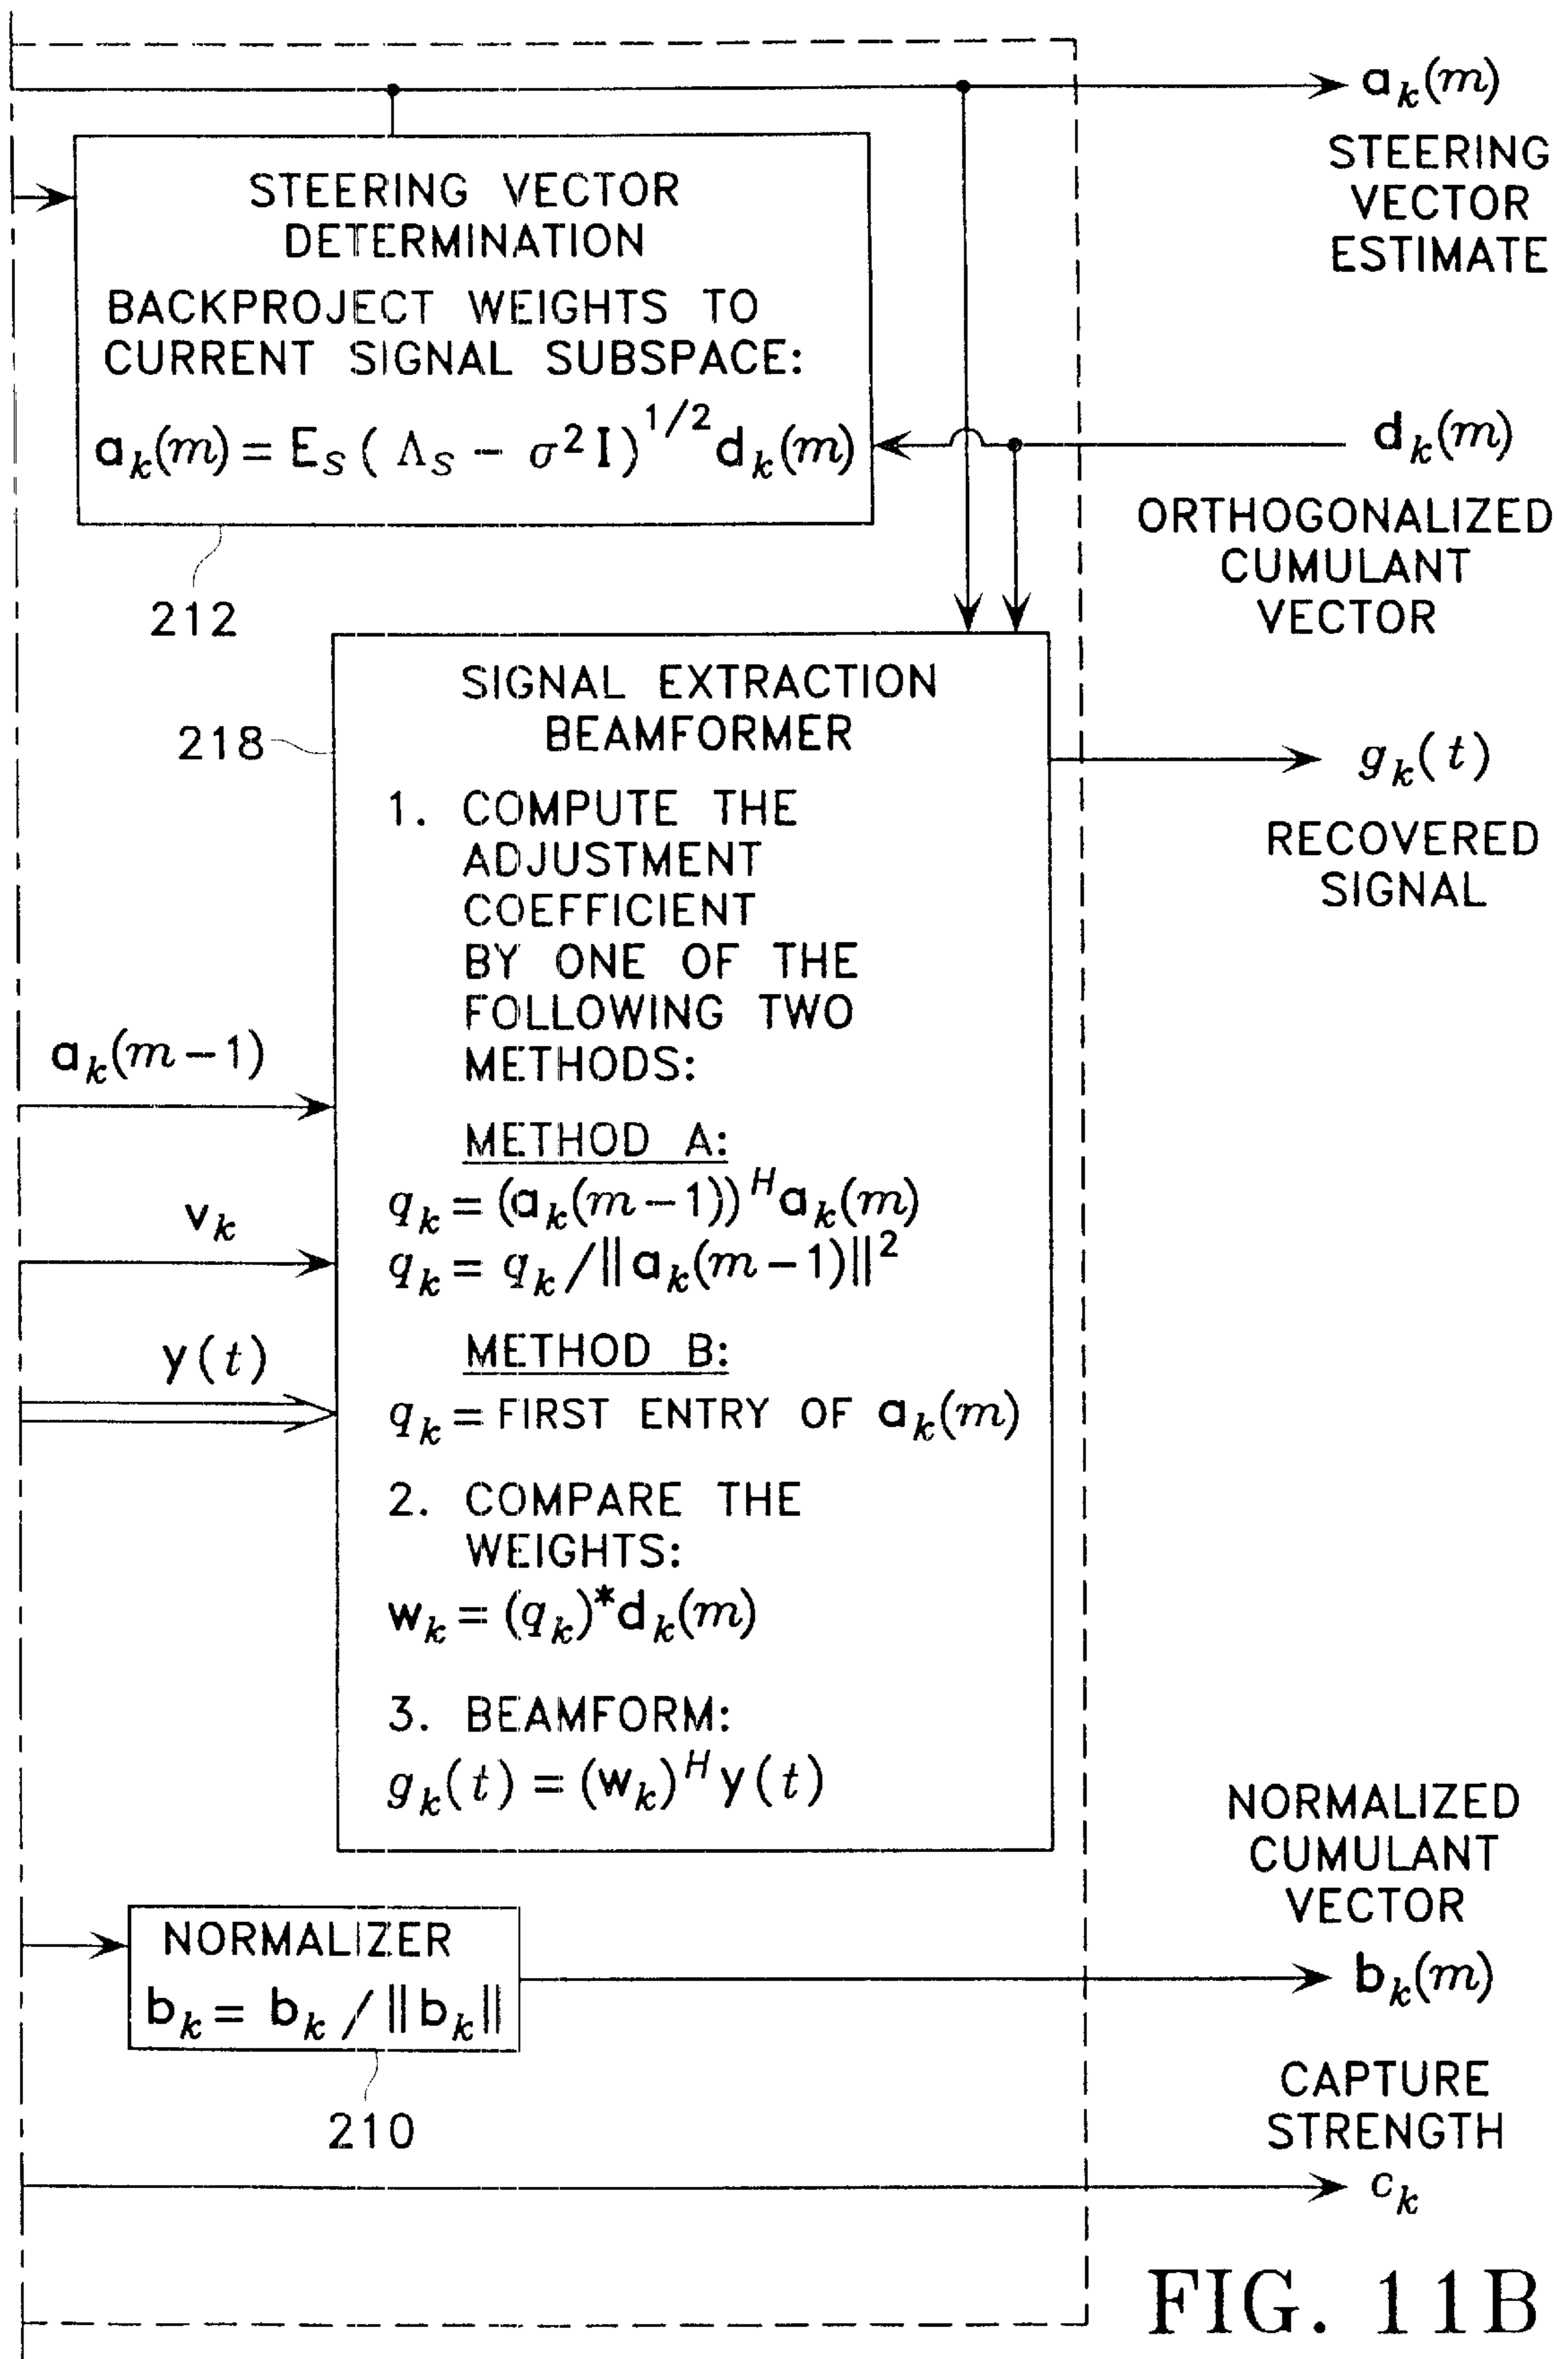 a_k(m)
STEERING
VECTOR
ESTIMATE
STEERING VECTOR
DETERMINATION
BACKPROJECT WEIGHTS TO
CURRENT SIGNAL SUBSPACE:
a_k(m) = E_S ( Λ_S − σ²I)^{1/2} d_k(m)
212
d_k(m)
ORTHOGONALIZED
CUMULANT
VECTOR
SIGNAL EXTRACTION
BEAMFORMER
218
1. COMPUTE THE
ADJUSTMENT
COEFFICIENT
BY ONE OF THE
FOLLOWING TWO
METHODS:
METHOD A:
q_k = (a_k(m−1))^H a_k(m)
q_k = q_k / ||a_k(m−1)||²
METHOD B:
q_k = FIRST ENTRY OF a_k(m)
2. COMPARE THE
WEIGHTS:
w_k = (q_k)* d_k(m)
3. BEAMFORM:
g_k(t) = (w_k)^H y(t)
g_k(t)
RECOVERED
SIGNAL
a_k(m−1)
v_k
y(t)
NORMALIZER
b_k = b_k / ||b_k||
210
NORMALIZED
CUMULANT
VECTOR
b_k(m)
CAPTURE
STRENGTH
c_k
FIG. 11B